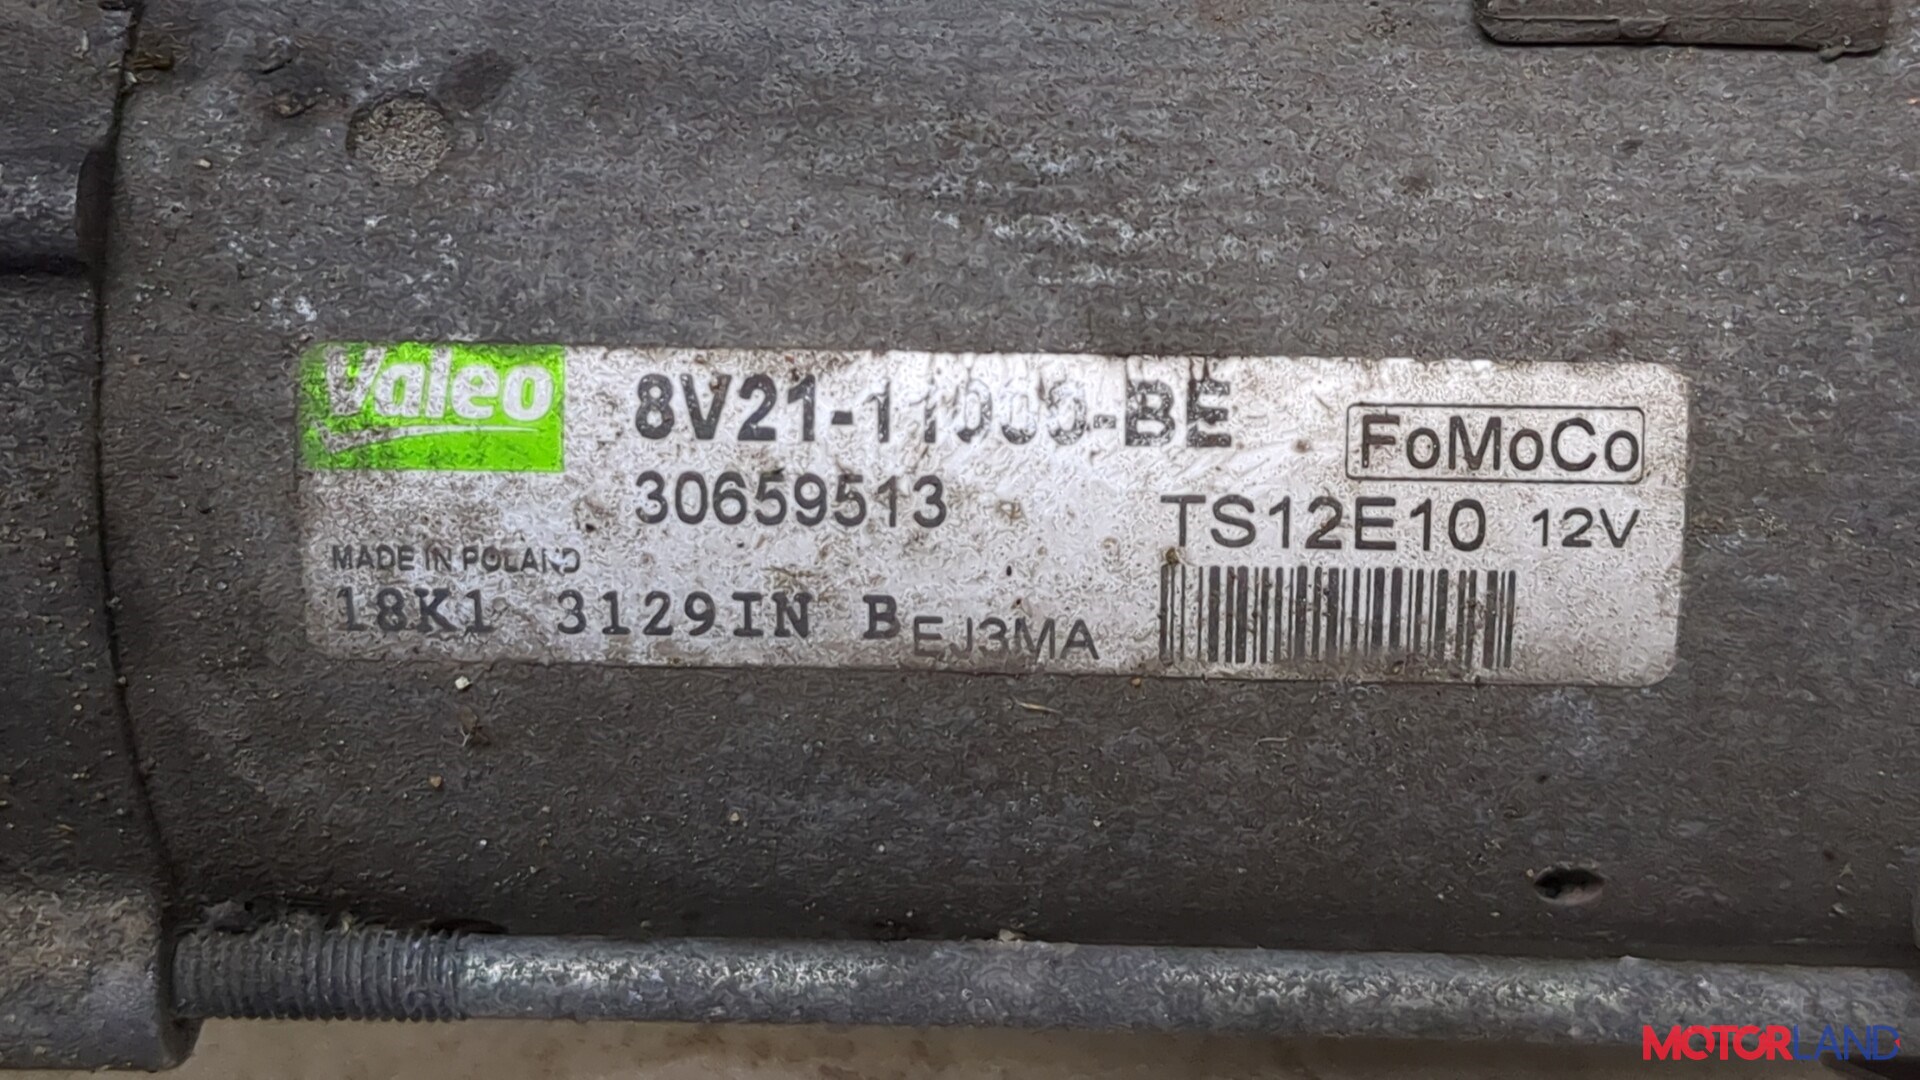 Valeo
8V21-11000-BE
FoMoCo
30659513
TS12E10 12V
MADE IN POLAND
18K1 3129IN B EJ3MA
MOTORLAND